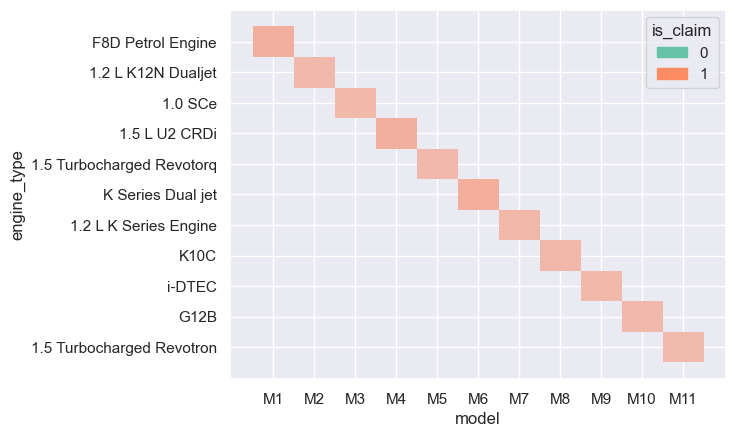 is_claim
0
1
engine_type
F8D Petrol Engine
1.2 L K12N Dualjet
1.0 SCe
1.5 L U2 CRDi
1.5 Turbocharged Revotorq
K Series Dual jet
1.2 L K Series Engine
K10C
i-DTEC
G12B
1.5 Turbocharged Revotron
M1 M2 M3 M4 M5 M6 M7 M8 M9 M10 M11
model